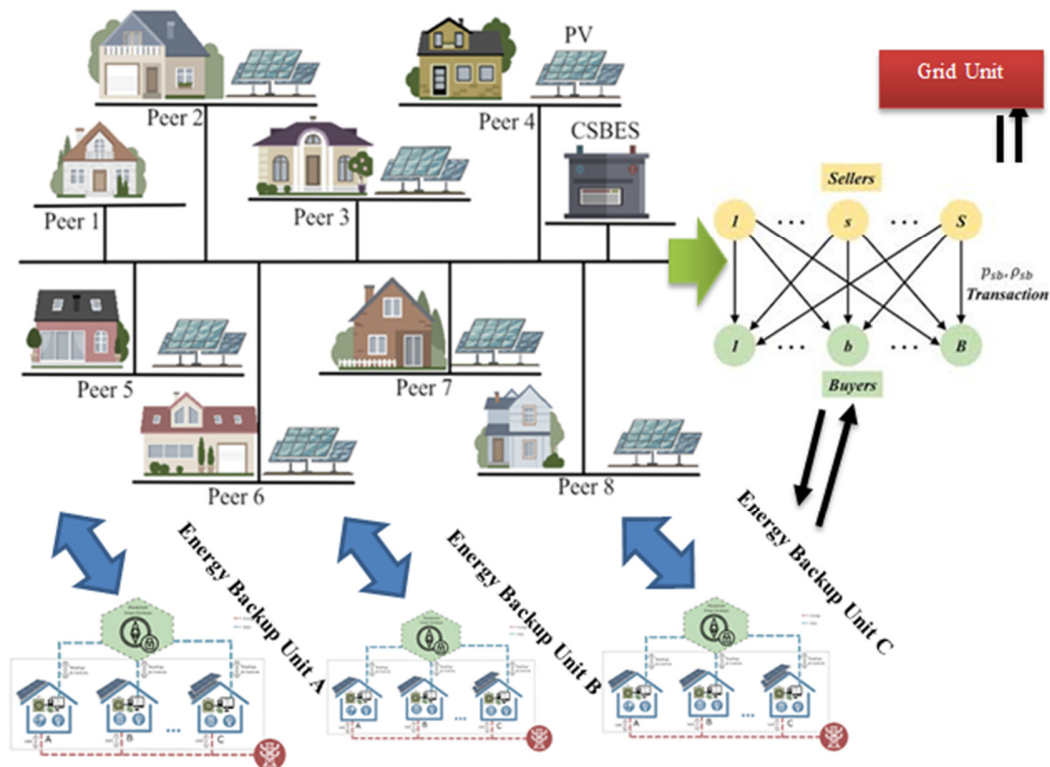 PV
Grid Unit
Peer 2
Peer 4
CSBES
Sellers
Peer 1
Peer 3
1 ... s ... S
p_sb, ρ_sb
Transaction
1 ... b ... B
Peer 5
Peer 7
Buyers
Peer 6
Peer 8
Energy Backup Unit A
Energy Backup Unit B
Energy Backup Unit C
A
B
...
C
A
B
...
C
A
B
...
C